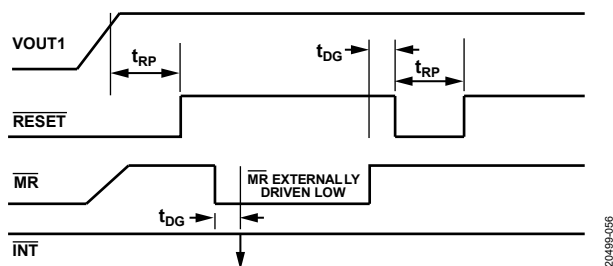 VOUT1
tRP
tDG
tRP
RESET
MR
MR EXTERNALLY
DRIVEN LOW
tDG
INT
20499-056